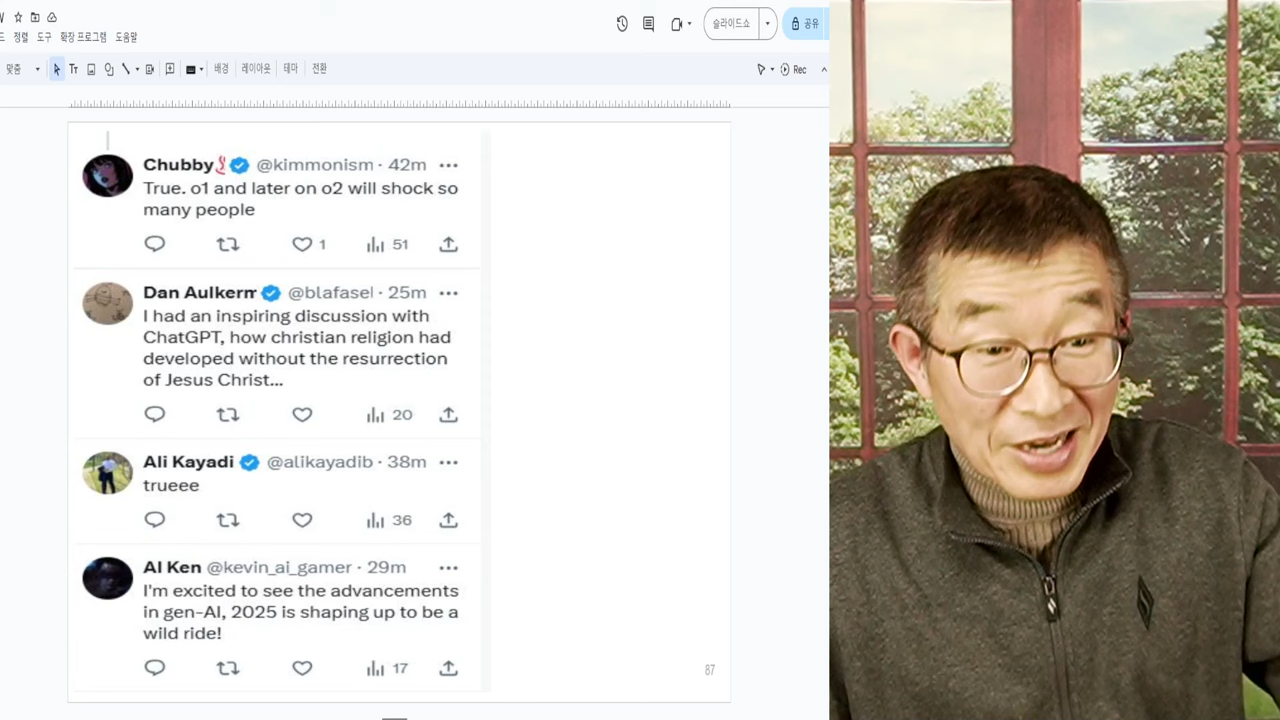 슬라이드쇼
공유
정렬 도구 확장 프로그램 도움말
맞춤
Tт
배경 레이아웃 테마 전환
Rec
Chubby @kimmonism · 42m
True. o1 and later on o2 will shock so
many people
1 51
Dan Aulkerm @blafasel · 25m
I had an inspiring discussion with
ChatGPT, how christian religion had
developed without the resurrection
of Jesus Christ...
20
Ali Kayadi @alikayadib · 38m
trueee
36
AI Ken @kevin_ai_gamer · 29m
I'm excited to see the advancements
in gen-AI, 2025 is shaping up to be a
wild ride!
17
87